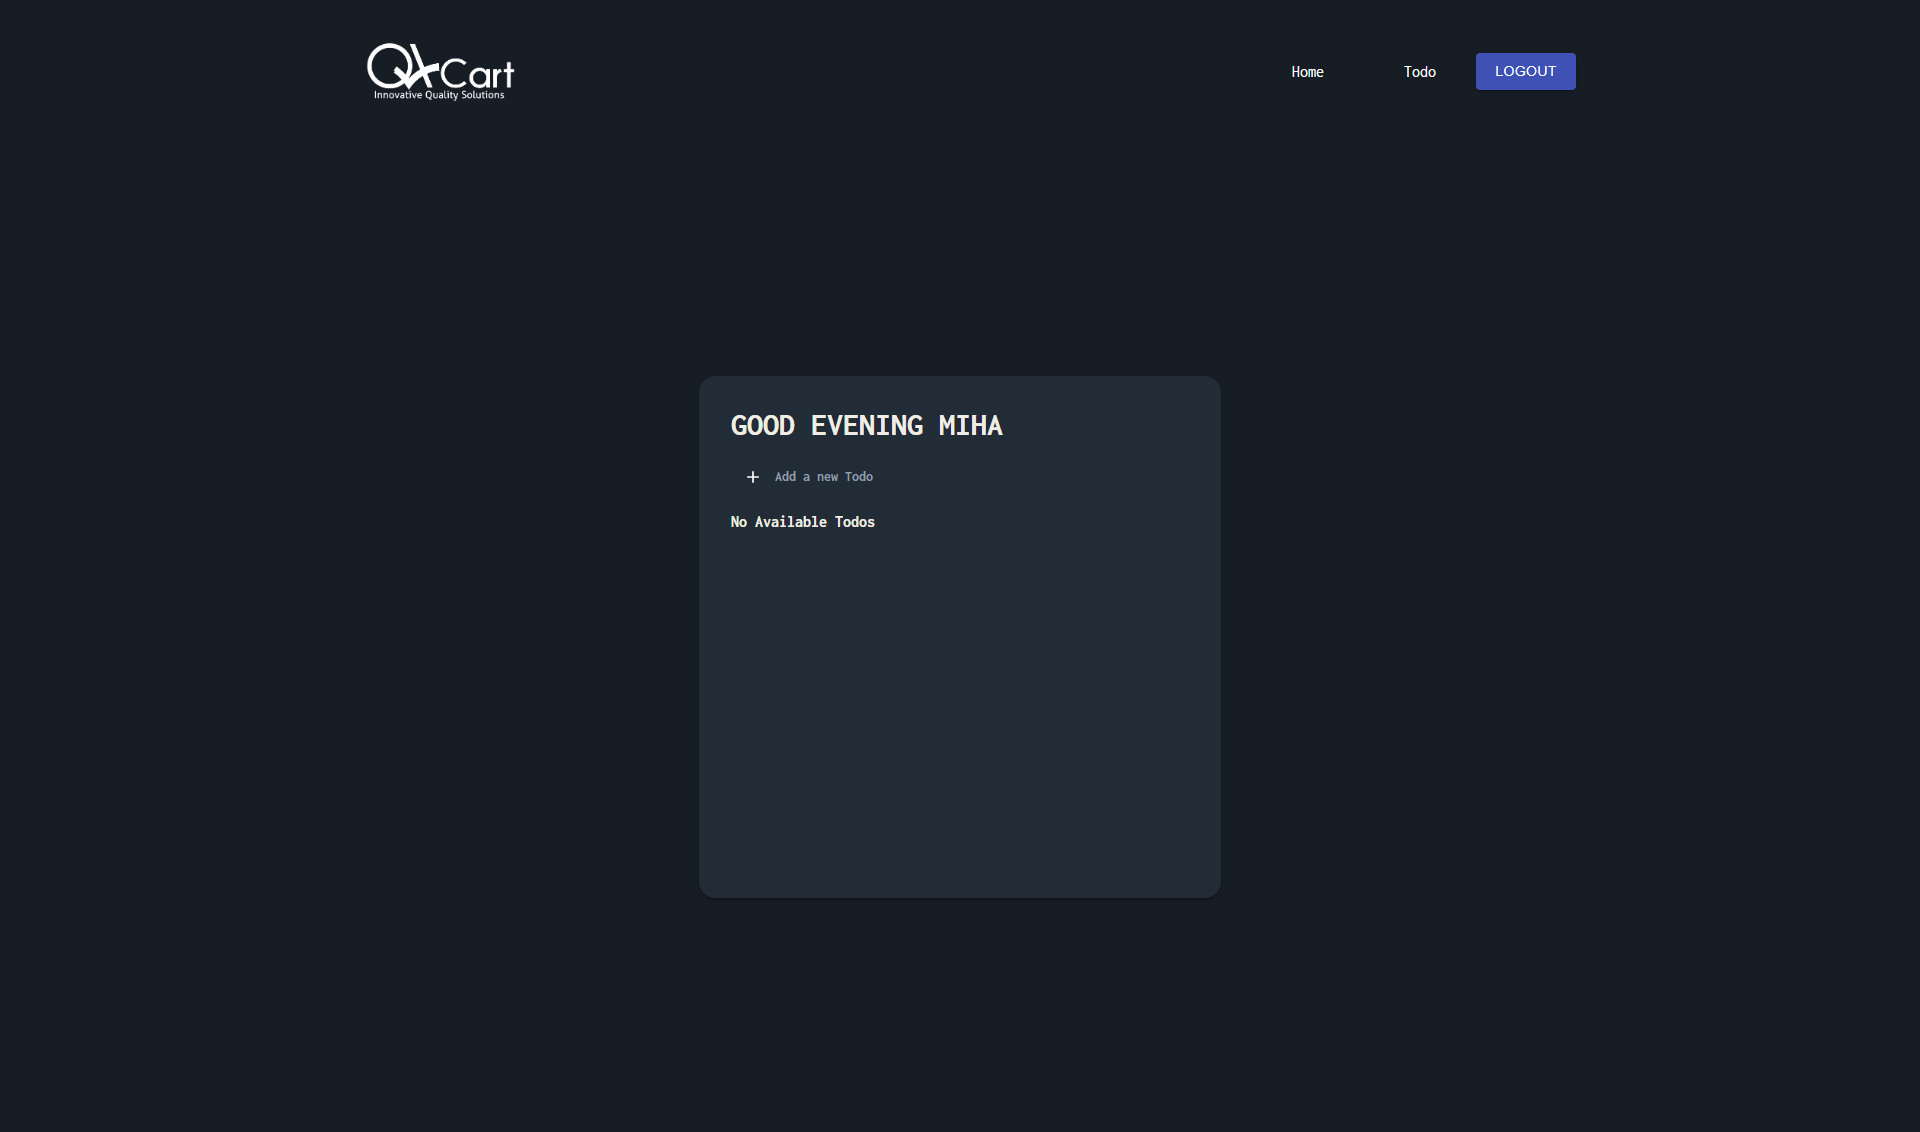 QACart
Innovative Quality Solutions
Home
Todo
LOGOUT
GOOD EVENING MIHA
Add a new Todo
No Available Todos